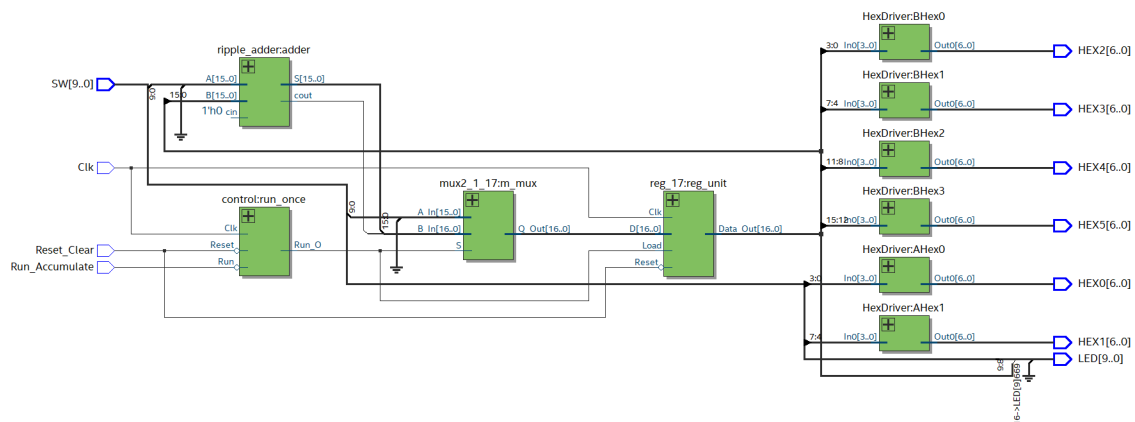 HexDriver:BHex0
3:0 In0[3..0] Out0[6..0] HEX2[6..0]
ripple_adder:adder
SW[9..0]
9:0
A[15..0] S[15..0]
15:0 B[15..0] cout
1'h0 cin
HexDriver:BHex1
7:4 In0[3..0] Out0[6..0] HEX3[6..0]
HexDriver:BHex2
11:8 In0[3..0] Out0[6..0] HEX4[6..0]
Clk
control:run_once
Clk
Reset_Clear
Reset Run_O
Run_Accumulate
Run
mux2_1_17:m_mux
9:0
A_In[15..0]
15:0
B_In[16..0] Q_Out[16..0]
S
reg_17:reg_unit
Clk
D[16..0] Data_Out[16..0]
Load
Reset
HexDriver:BHex3
15:12 In0[3..0] Out0[6..0] HEX5[6..0]
HexDriver:AHex0
3:0 In0[3..0] Out0[6..0] HEX0[6..0]
HexDriver:AHex1
7:4 In0[3..0] Out0[6..0] HEX1[6..0]
LED[9..0]